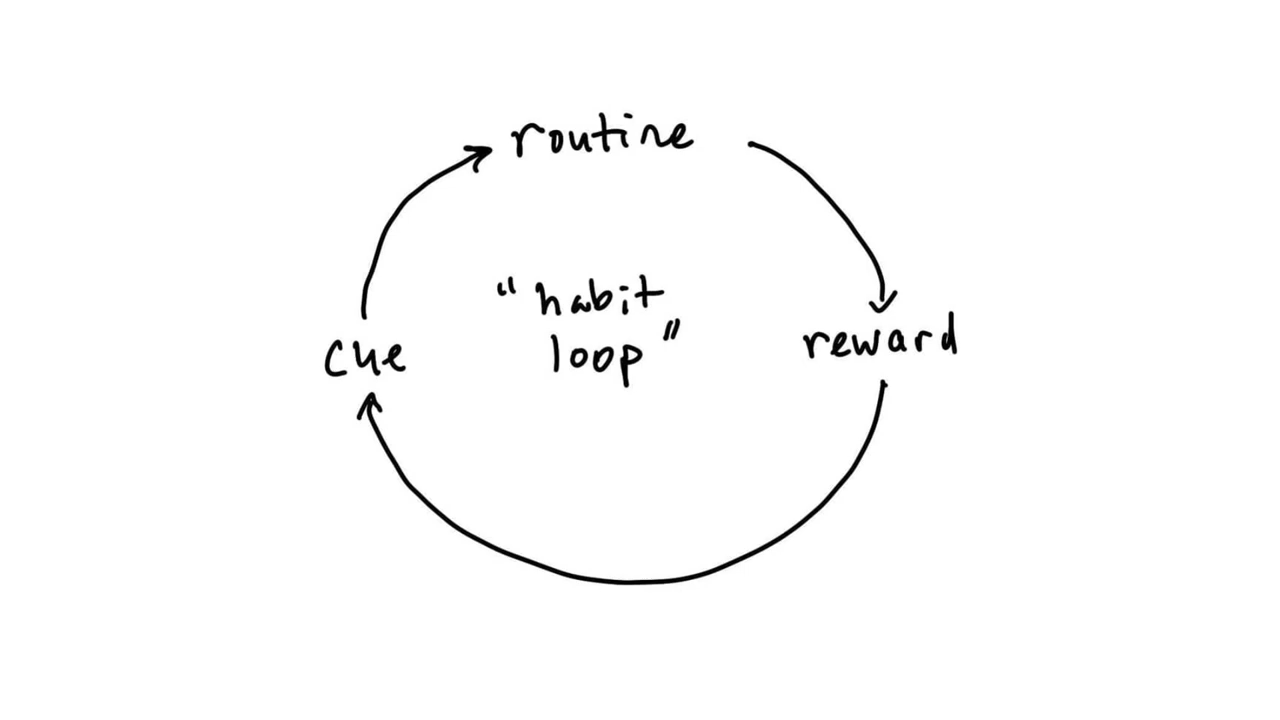 routine
“habit
loop”
cue
reward